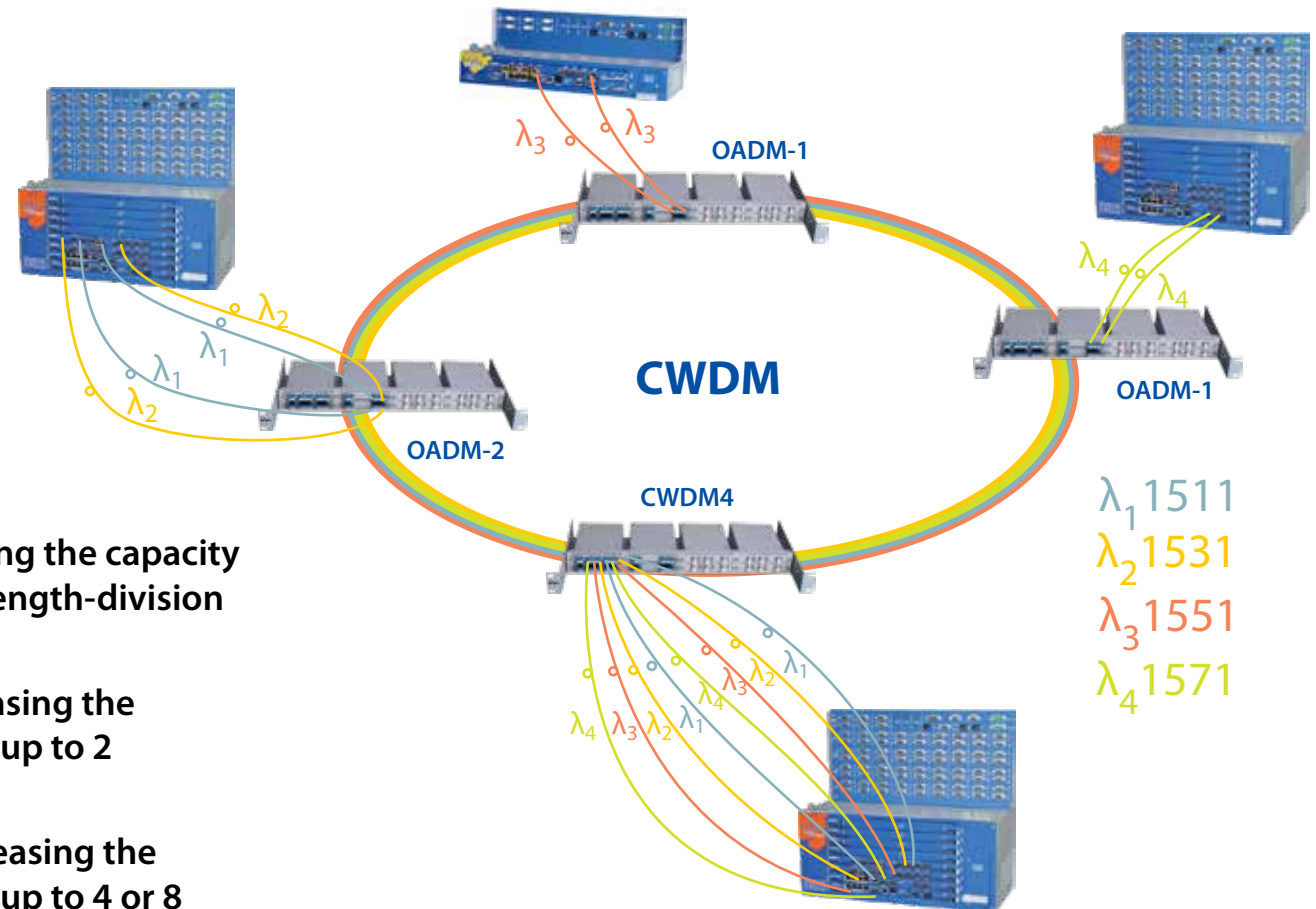 λ3
λ3
OADM-1
λ4
λ4
OADM-1
λ2
λ1
λ1
λ2
OADM-2
CWDM
CWDM4
λ1 1511
λ2 1531
λ3 1551
λ4 1571
ng the capacity
ength-division
asing the
up to 2
easing the
up to 4 or 8
λ1
λ2
λ3
λ4
λ4 λ3 λ2 λ1